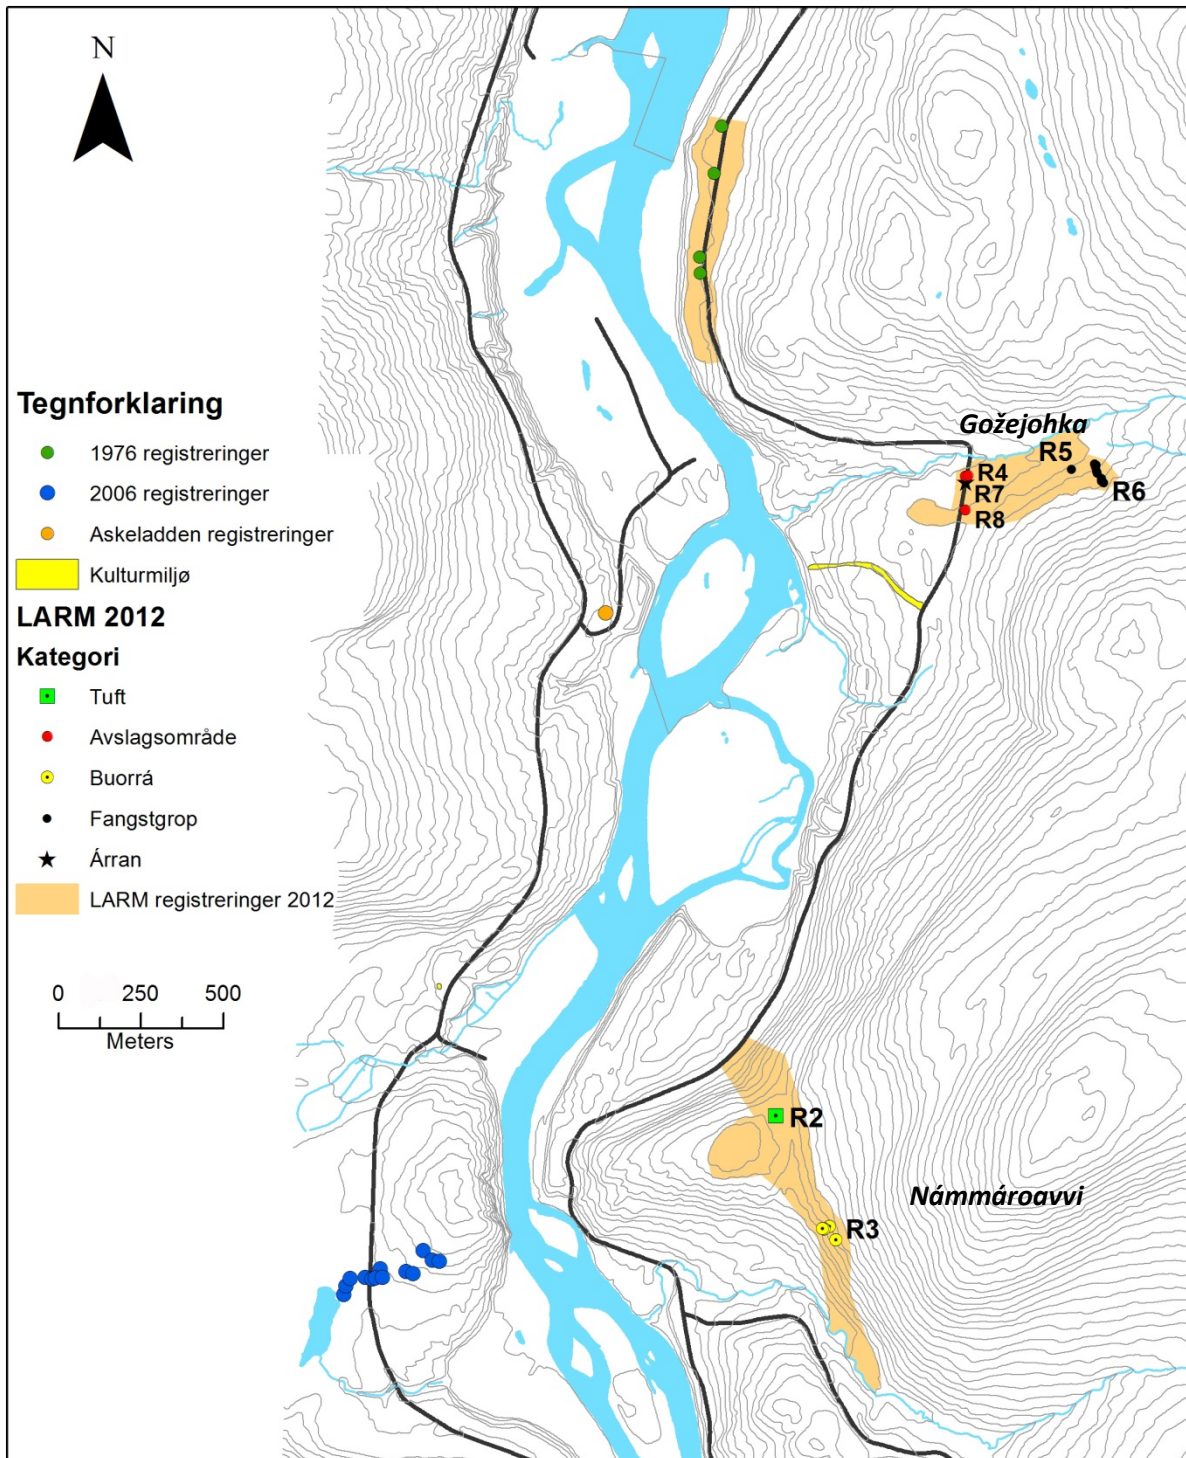 N
Tegnforklaring
1976 registreringer
2006 registreringer
Askeladden registreringer
Kulturmiljø
LARM 2012
Kategori
Tuft
Avslagsområde
Buorrá
Fangstgrop
Árran
LARM registreringer 2012
0 250 500
Meters
Gožejohka
R5
R4
R7
R6
R8
R2
Námmároavvi
R3